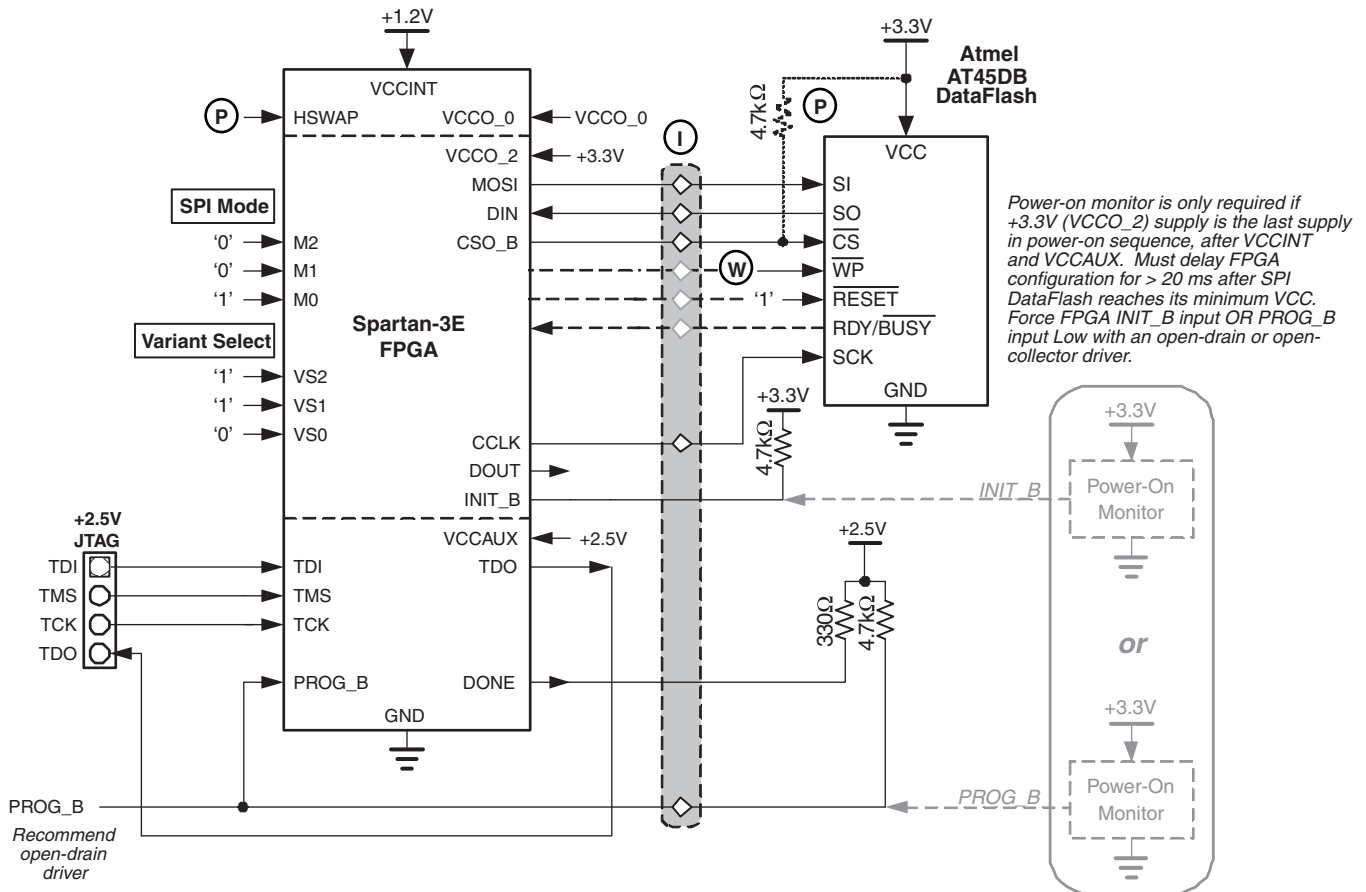 +1.2V
+3.3V
Atmel
AT45DB
DataFlash
VCCINT
P
HSWAP
VCCO_0
VCCO_0
4.7kΩ
P
I
VCC
VCCO_2
+3.3V
MOSI
SI
SPI Mode
DIN
SO
‘0’
M2
CSO_B
CS
‘0’
M1
W
WP
‘1’
M0
‘1’
RESET
Spartan-3E
FPGA
RDY/BUSY
Variant Select
SCK
‘1’
VS2
‘1’
VS1
GND
‘0’
VS0
Power-on monitor is only required if
+3.3V (VCCO_2) supply is the last supply
in power-on sequence, after VCCINT
and VCCAUX.  Must delay FPGA
configuration for > 20 ms after SPI
DataFlash reaches its minimum VCC.
Force FPGA INIT_B input OR PROG_B
input Low with an open-drain or open-
collector driver.
+3.3V
4.7kΩ
CCLK
DOUT
INIT_B
INIT_B
+3.3V
Power-On
Monitor
+2.5V
JTAG
VCCAUX
+2.5V
+2.5V
TDI
TDI
TDO
TMS
TMS
TCK
TCK
TDO
330Ω
4.7kΩ
or
PROG_B
DONE
GND
+3.3V
Power-On
Monitor
PROG_B
PROG_B
Recommend
open-drain
driver